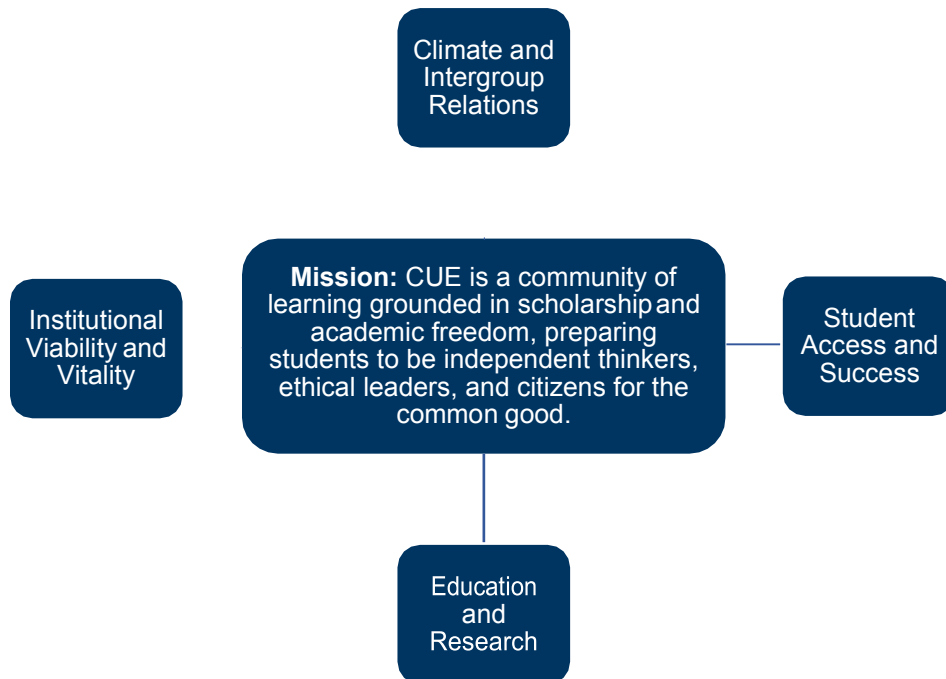 Climate and
Intergroup
Relations
Institutional
Viability and
Vitality
Mission: CUE is a community of
learning grounded in scholarship and
academic freedom, preparing
students to be independent thinkers,
ethical leaders, and citizens for the
common good.
Student
Access and
Success
Education
and
Research